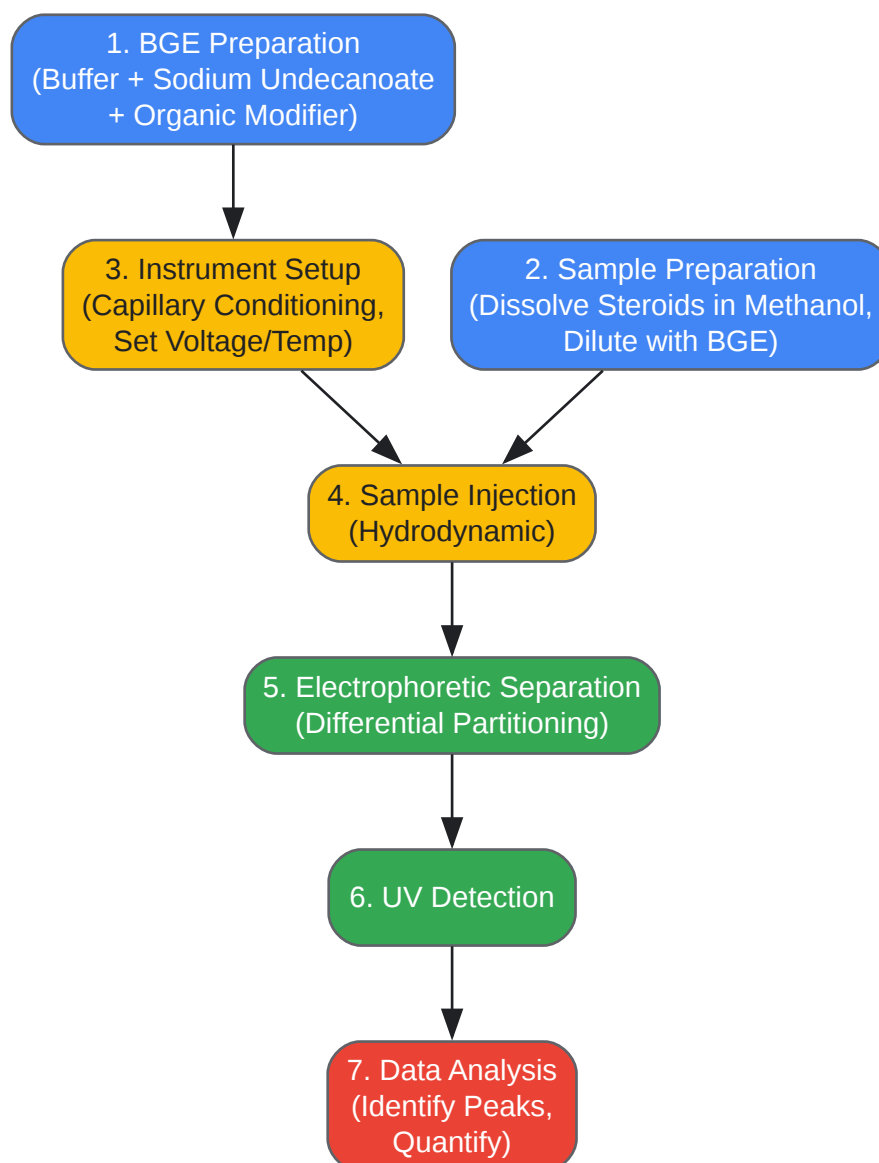 1. BGE Preparation
(Buffer + Sodium Undecanoate
+ Organic Modifier)
3. Instrument Setup
(Capillary Conditioning,
Set Voltage/Temp)
2. Sample Preparation
(Dissolve Steroids in Methanol,
Dilute with BGE)
4. Sample Injection
(Hydrodynamic)
5. Electrophoretic Separation
(Differential Partitioning)
6. UV Detection
7. Data Analysis
(Identify Peaks,
Quantify)